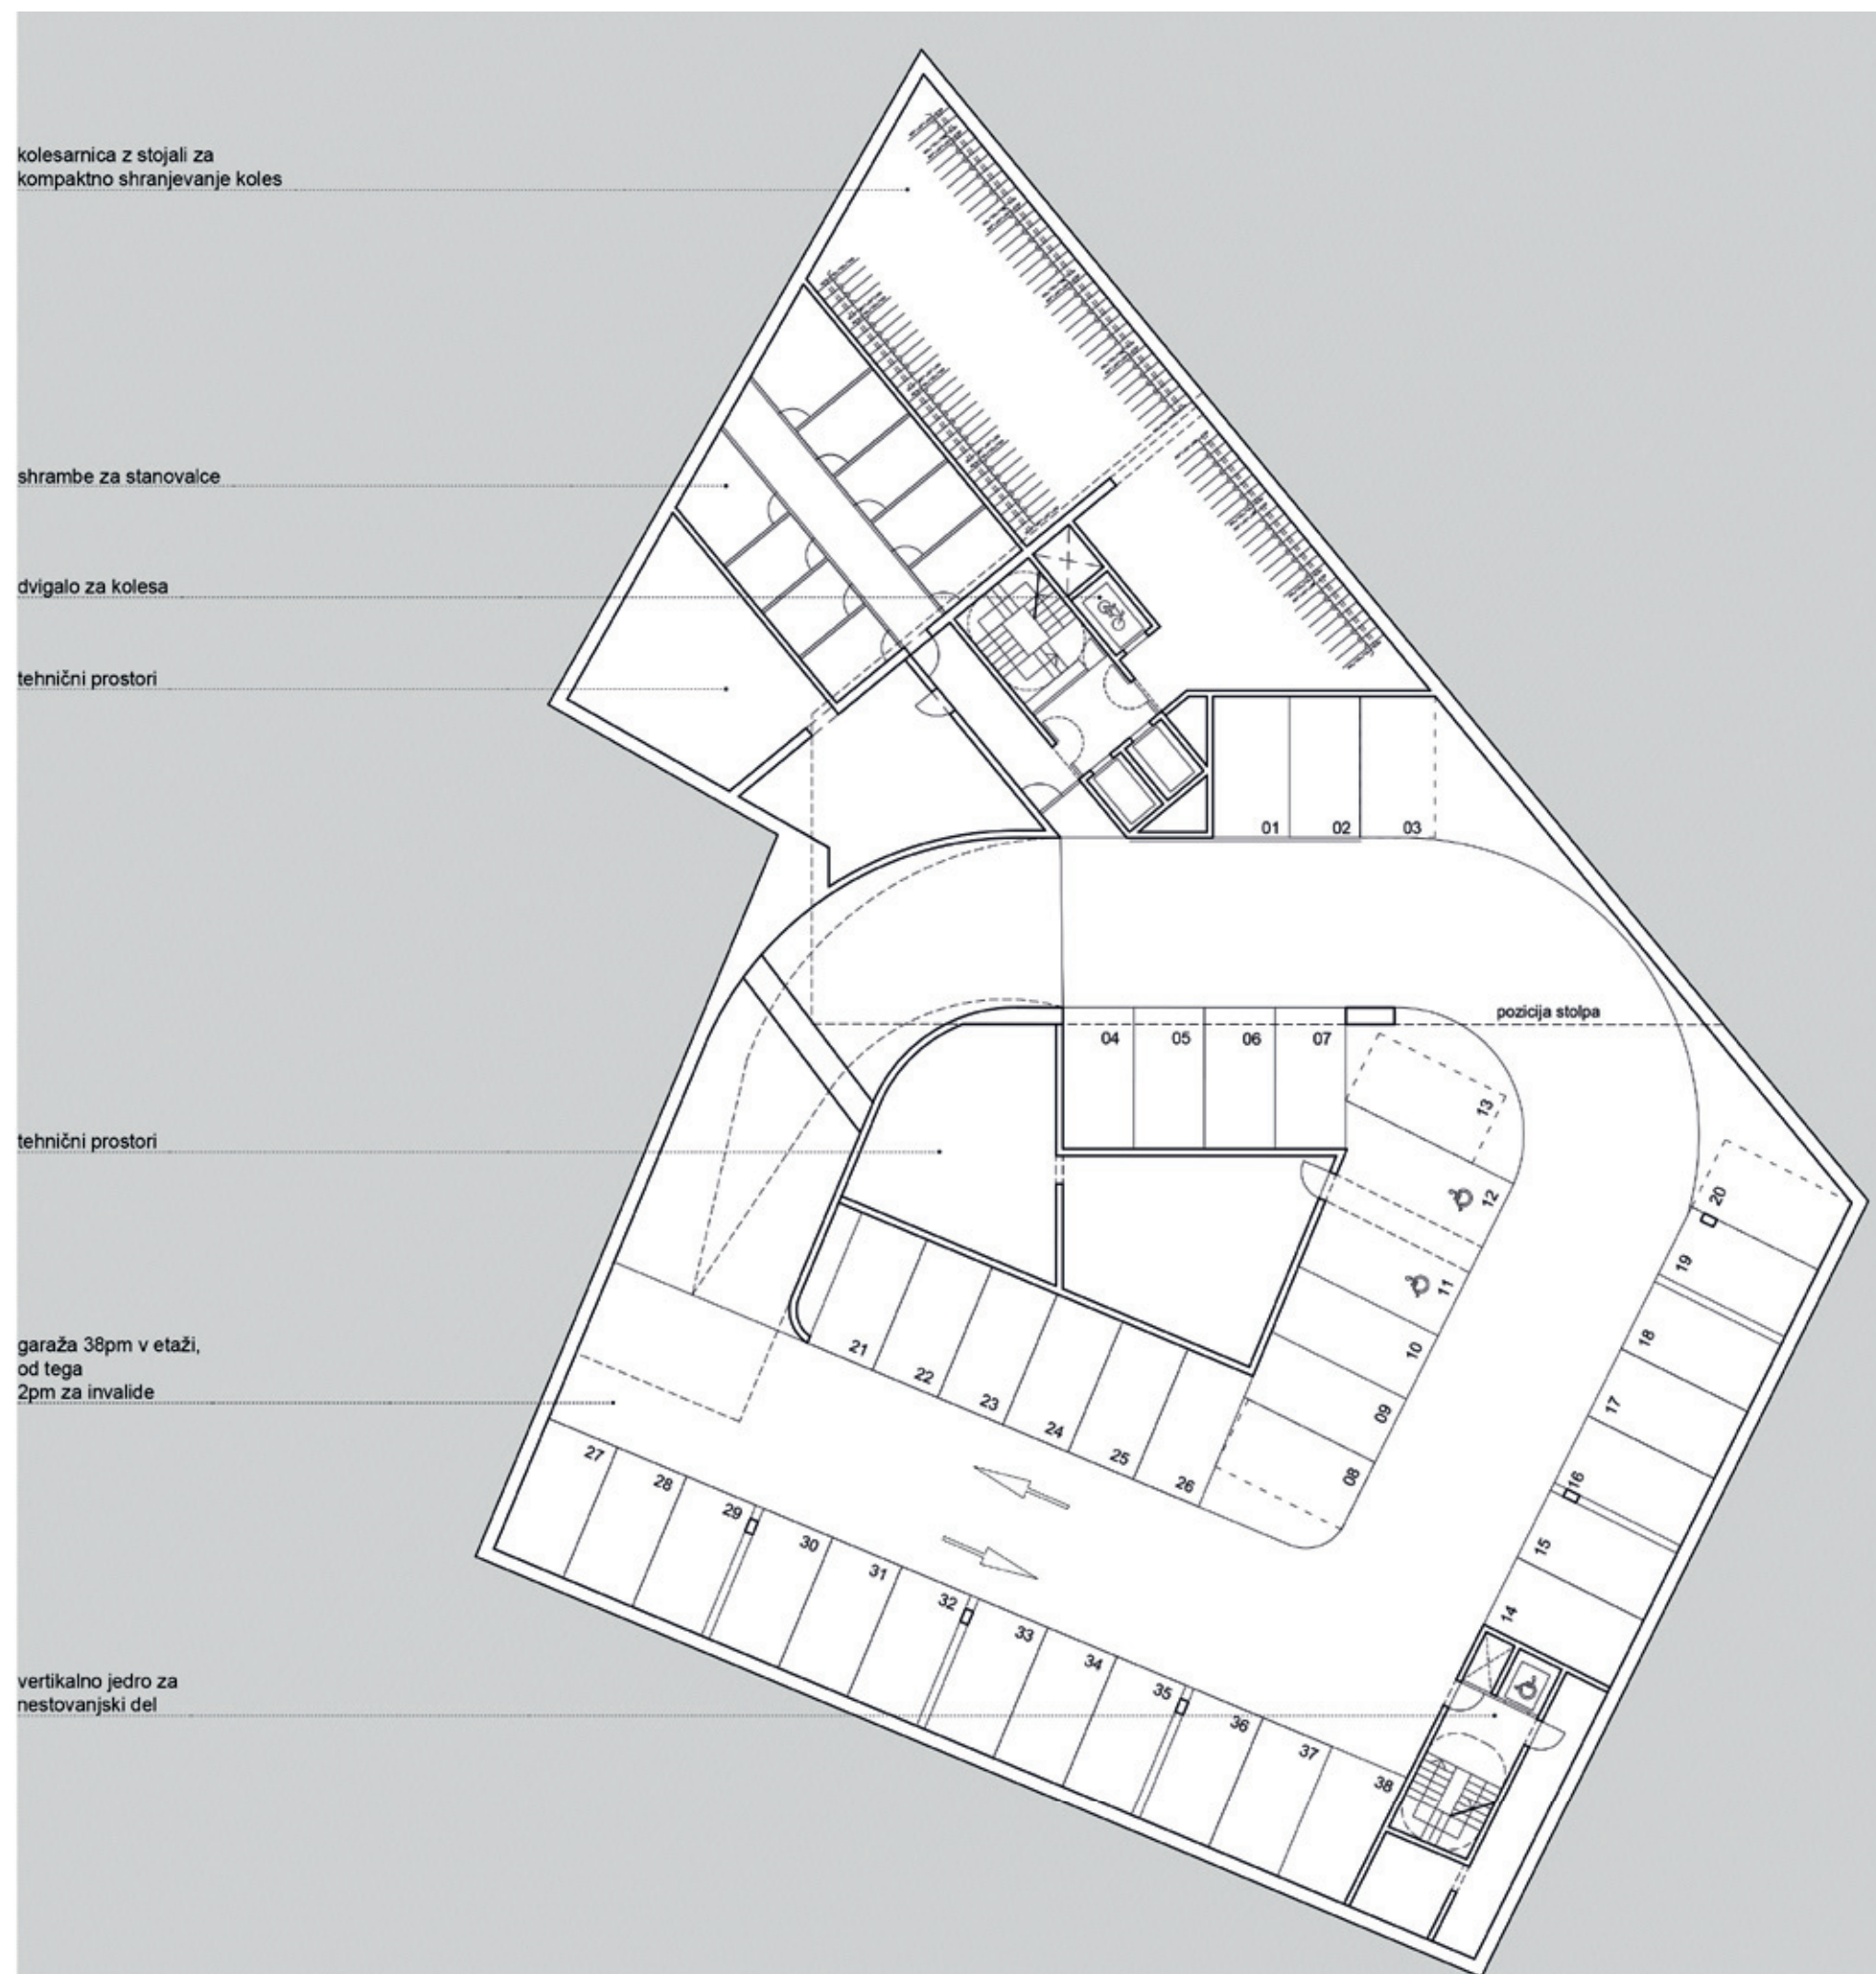 kolesarnica z stojali za
kompaktno shranjevanje koles
shrambe za stanovalce
dvigalo za kolesa
tehnični prostori
01 02 03
pozicija stolpa
04 05 06 07
13
tehnični prostori
12
20
11
19
10
18
garaža 38pm v etaži,
od tega
2pm za invalide
21
22
23
24
25
26
09
17
08
16
27
28
29
30
31
32
33
34
35
36
37
38
15
14
vertikalno jedro za
nestovanjski del